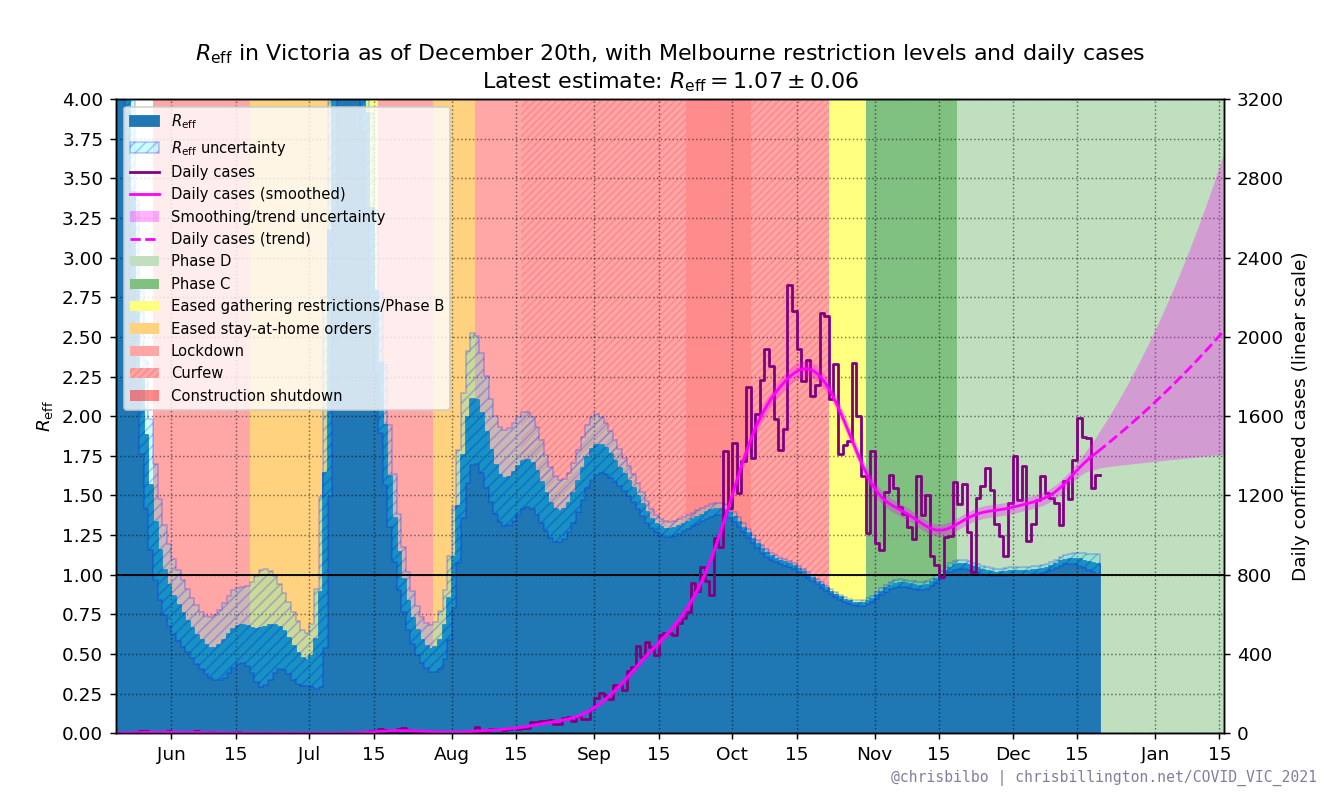 R_eff in Victoria as of December 20th, with Melbourne restriction levels and daily cases
Latest estimate: R_eff = 1.07 ± 0.06
R_eff
R_eff uncertainty
Daily cases
Daily cases (smoothed)
Smoothing/trend uncertainty
Daily cases (trend)
Phase D
Phase C
Eased gathering restrictions/Phase B
Eased stay-at-home orders
Lockdown
Curfew
Construction shutdown
R_eff
4.00
3.75
3.50
3.25
3.00
2.75
2.50
2.25
2.00
1.75
1.50
1.25
1.00
0.75
0.50
0.25
0.00
3200
2800
2400
2000
1600
1200
800
400
0
Daily confirmed cases (linear scale)
Jun 15 Jul 15 Aug 15 Sep 15 Oct 15 Nov 15 Dec 15 Jan 15
@chrisbilbo | chrisbillington.net/COVID_VIC_2021